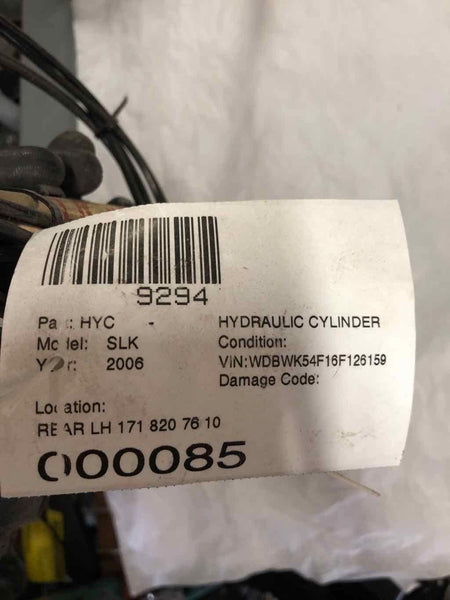 9294
Part: HYC - HYDRAULIC CYLINDER
Model: SLK Condition:
Year: 2006 VIN:WDBWK54F16F126159
Damage Code:
Location:
REAR LH 171 820 76 10
000085